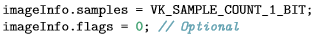 imageInfo.samples = VK_SAMPLE_COUNT_1_BIT;
imageInfo.flags = 0; // Optional